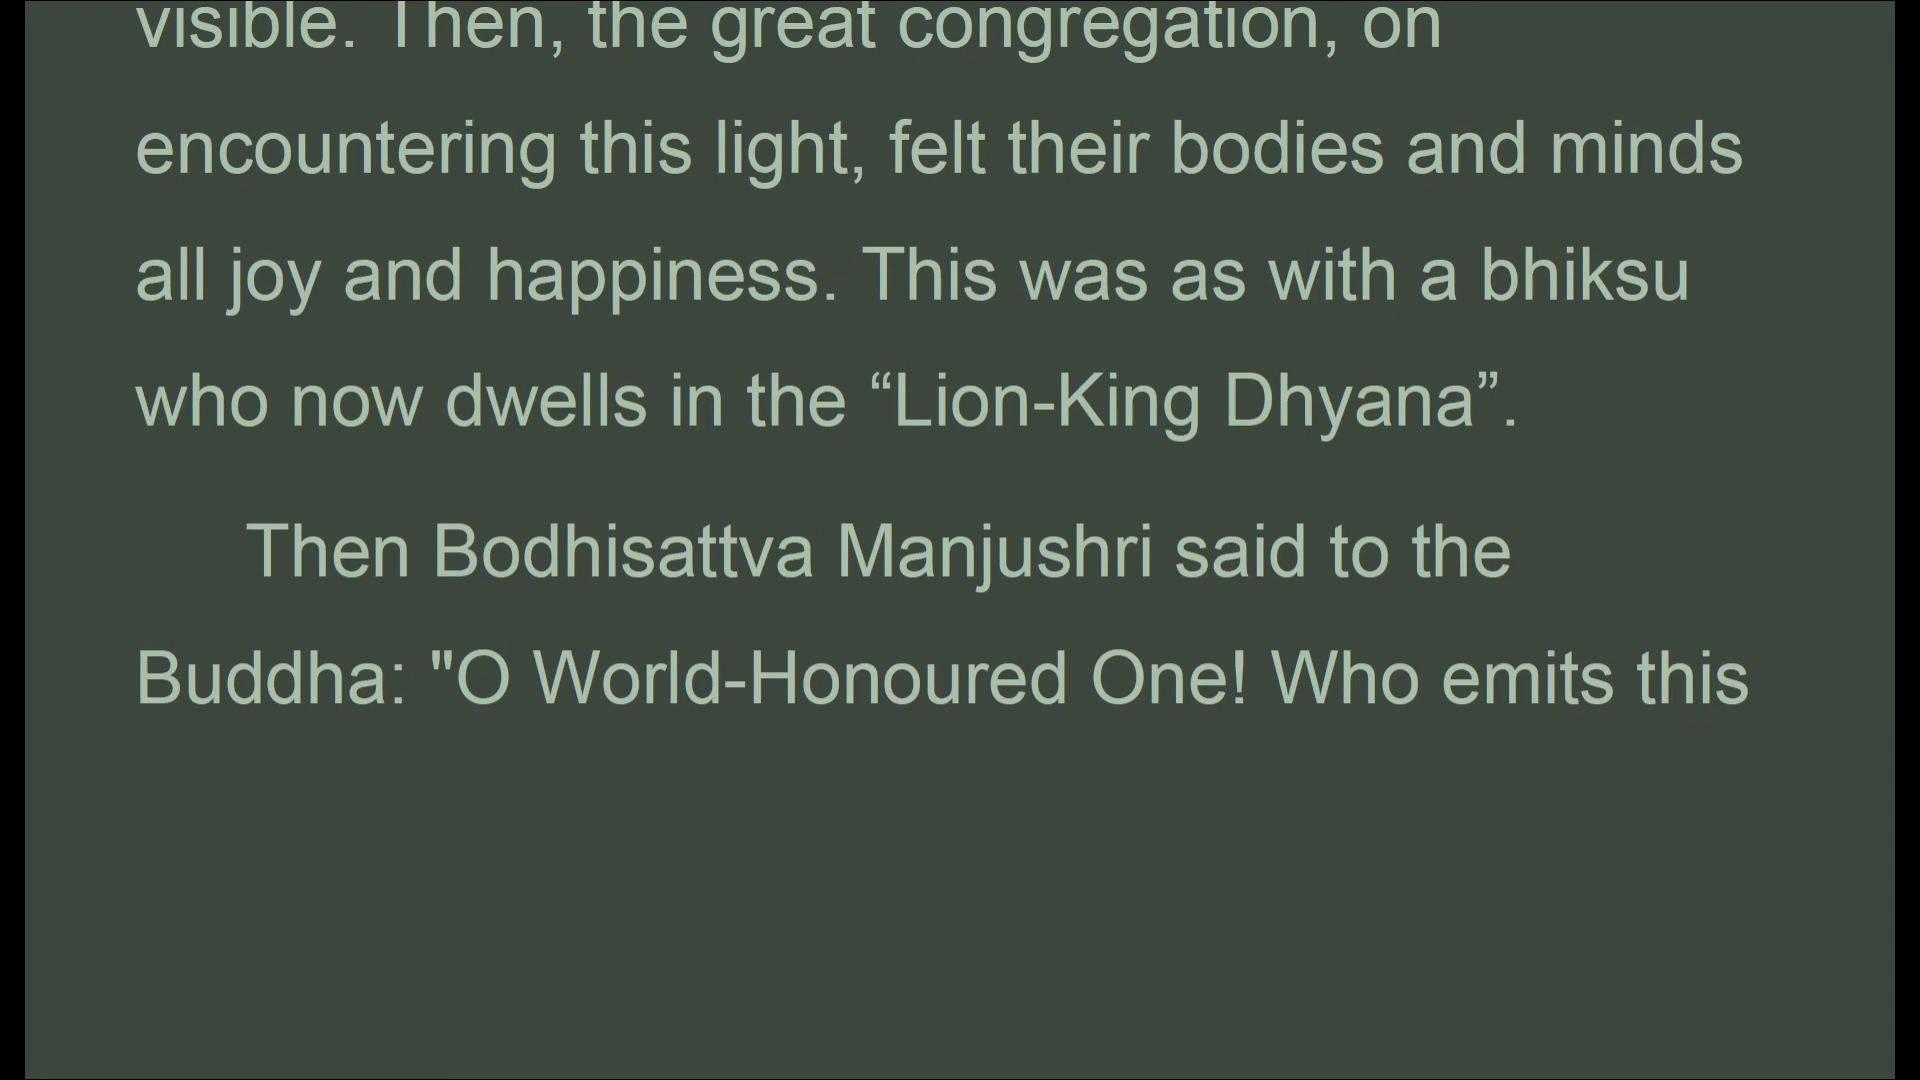 visible. Then, the great congregation, on
encountering this light, felt their bodies and minds
all joy and happiness. This was as with a bhiksu
who now dwells in the “Lion-King Dhyana”.
Then Bodhisattva Manjushri said to the
Buddha: "O World-Honoured One! Who emits this